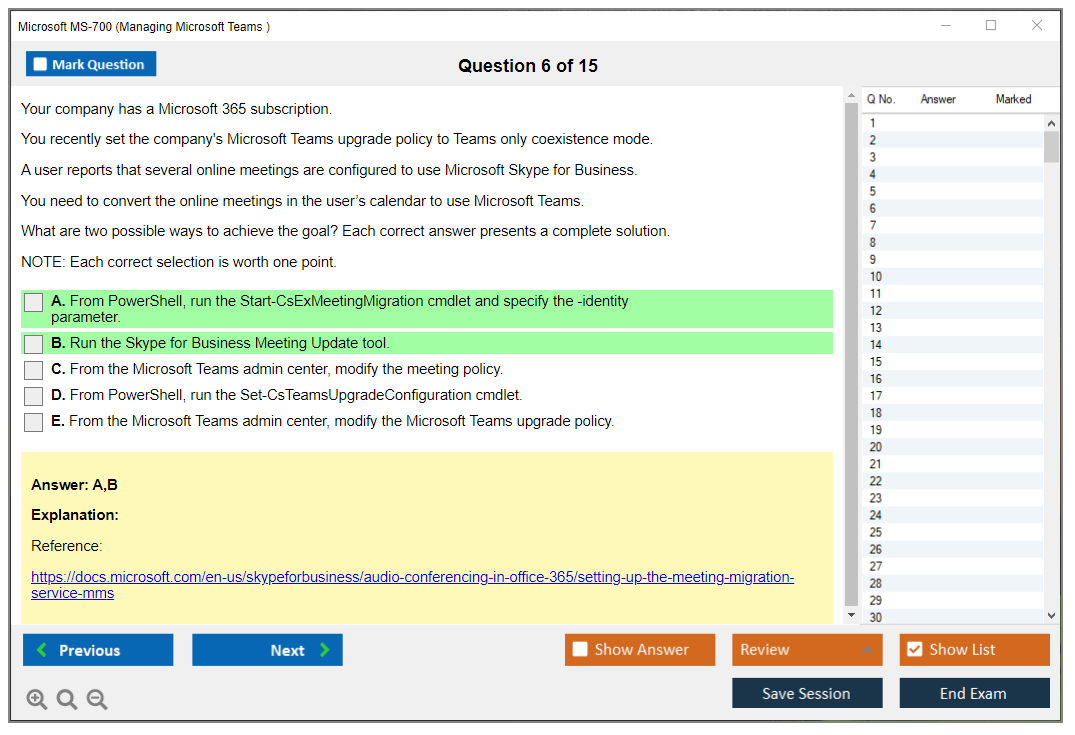 Microsoft MS-700 (Managing Microsoft Teams )
Mark Question
Question 6 of 15
Your company has a Microsoft 365 subscription.
You recently set the company's Microsoft Teams upgrade policy to Teams only coexistence mode.
A user reports that several online meetings are configured to use Microsoft Skype for Business.
You need to convert the online meetings in the user’s calendar to use Microsoft Teams.
What are two possible ways to achieve the goal? Each correct answer presents a complete solution.
NOTE: Each correct selection is worth one point.
A. From PowerShell, run the Start-CsExMeetingMigration cmdlet and specify the -identity
parameter.
B. Run the Skype for Business Meeting Update tool.
C. From the Microsoft Teams admin center, modify the meeting policy.
D. From PowerShell, run the Set-CsTeamsUpgradeConfiguration cmdlet.
E. From the Microsoft Teams admin center, modify the Microsoft Teams upgrade policy.
Answer: A,B
Explanation:
Reference:
https://docs.microsoft.com/en-us/skypeforbusiness/audio-conferencing-in-office-365/setting-up-the-meeting-migration-
service-mms
Q No. Answer Marked
1
2
3
4
5
6
7
8
9
10
11
12
13
14
15
16
17
18
19
20
21
22
23
24
25
26
27
28
29
30
Previous
Next
Show Answer
Review
Show List
Save Session
End Exam